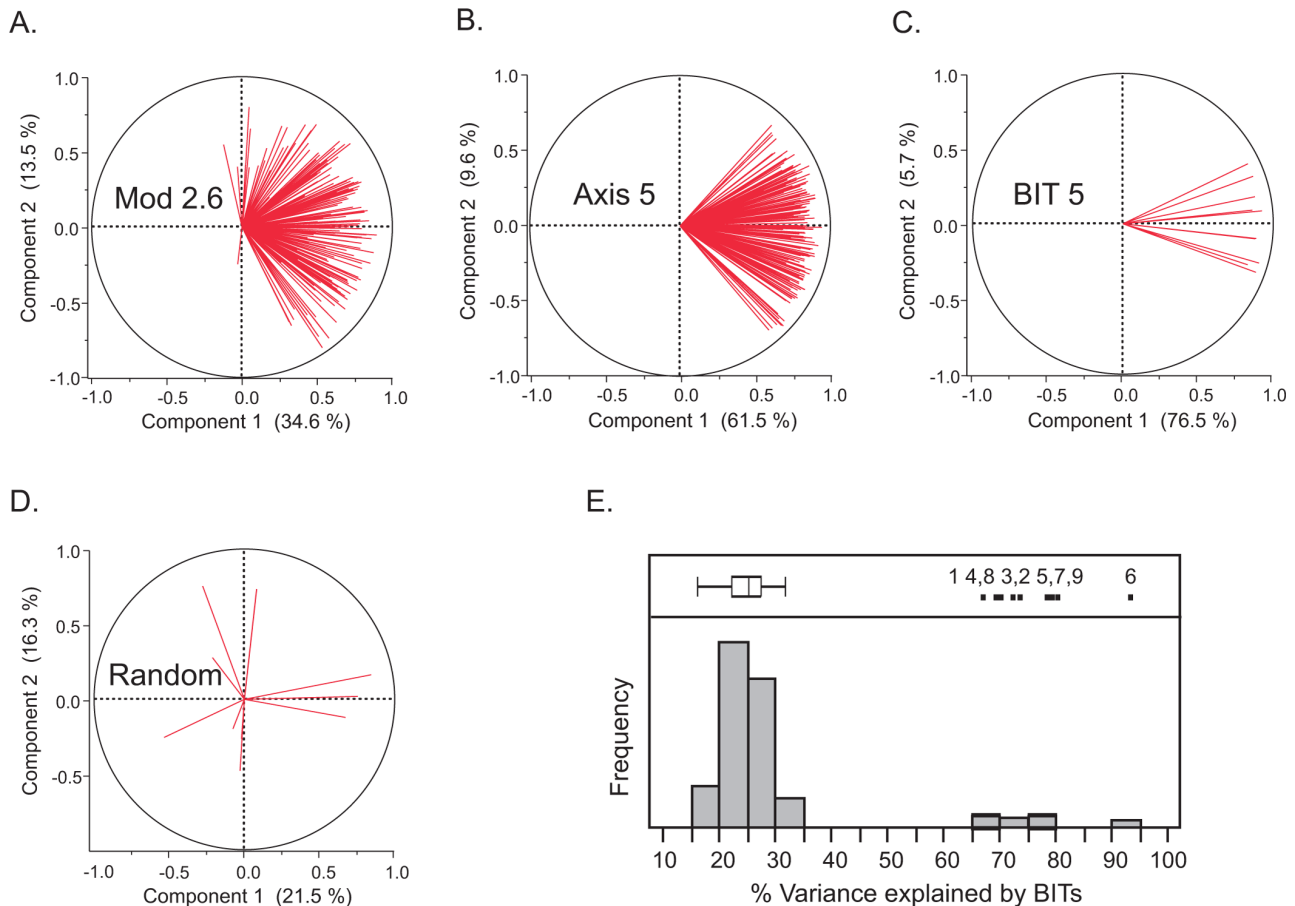 A.
B.
C.
1.0
0.5
0.0
-0.5
-1.0
Component 2 (13.5 %)
Mod 2.6
-1.0 -0.5 0.0 0.5 1.0
Component 1 (34.6 %)
1.0
0.5
0.0
-0.5
-1.0
Component 2 (9.6 %)
Axis 5
-1.0 -0.5 0.0 0.5 1.0
Component 1 (61.5 %)
1.0
0.5
0.0
-0.5
-1.0
Component 2 (5.7 %)
BIT 5
-1.0 -0.5 0.0 0.5 1.0
Component 1 (76.5 %)
D.
E.
1.0
0.5
0.0
-0.5
Component 2 (16.3 %)
Random
-1.0 -0.5 0.0 0.5 1.0
Component 1 (21.5 %)
1 4,8 3,2 5,7,9 6
Frequency
10 20 30 40 50 60 70 80 90 100
% Variance explained by BITs